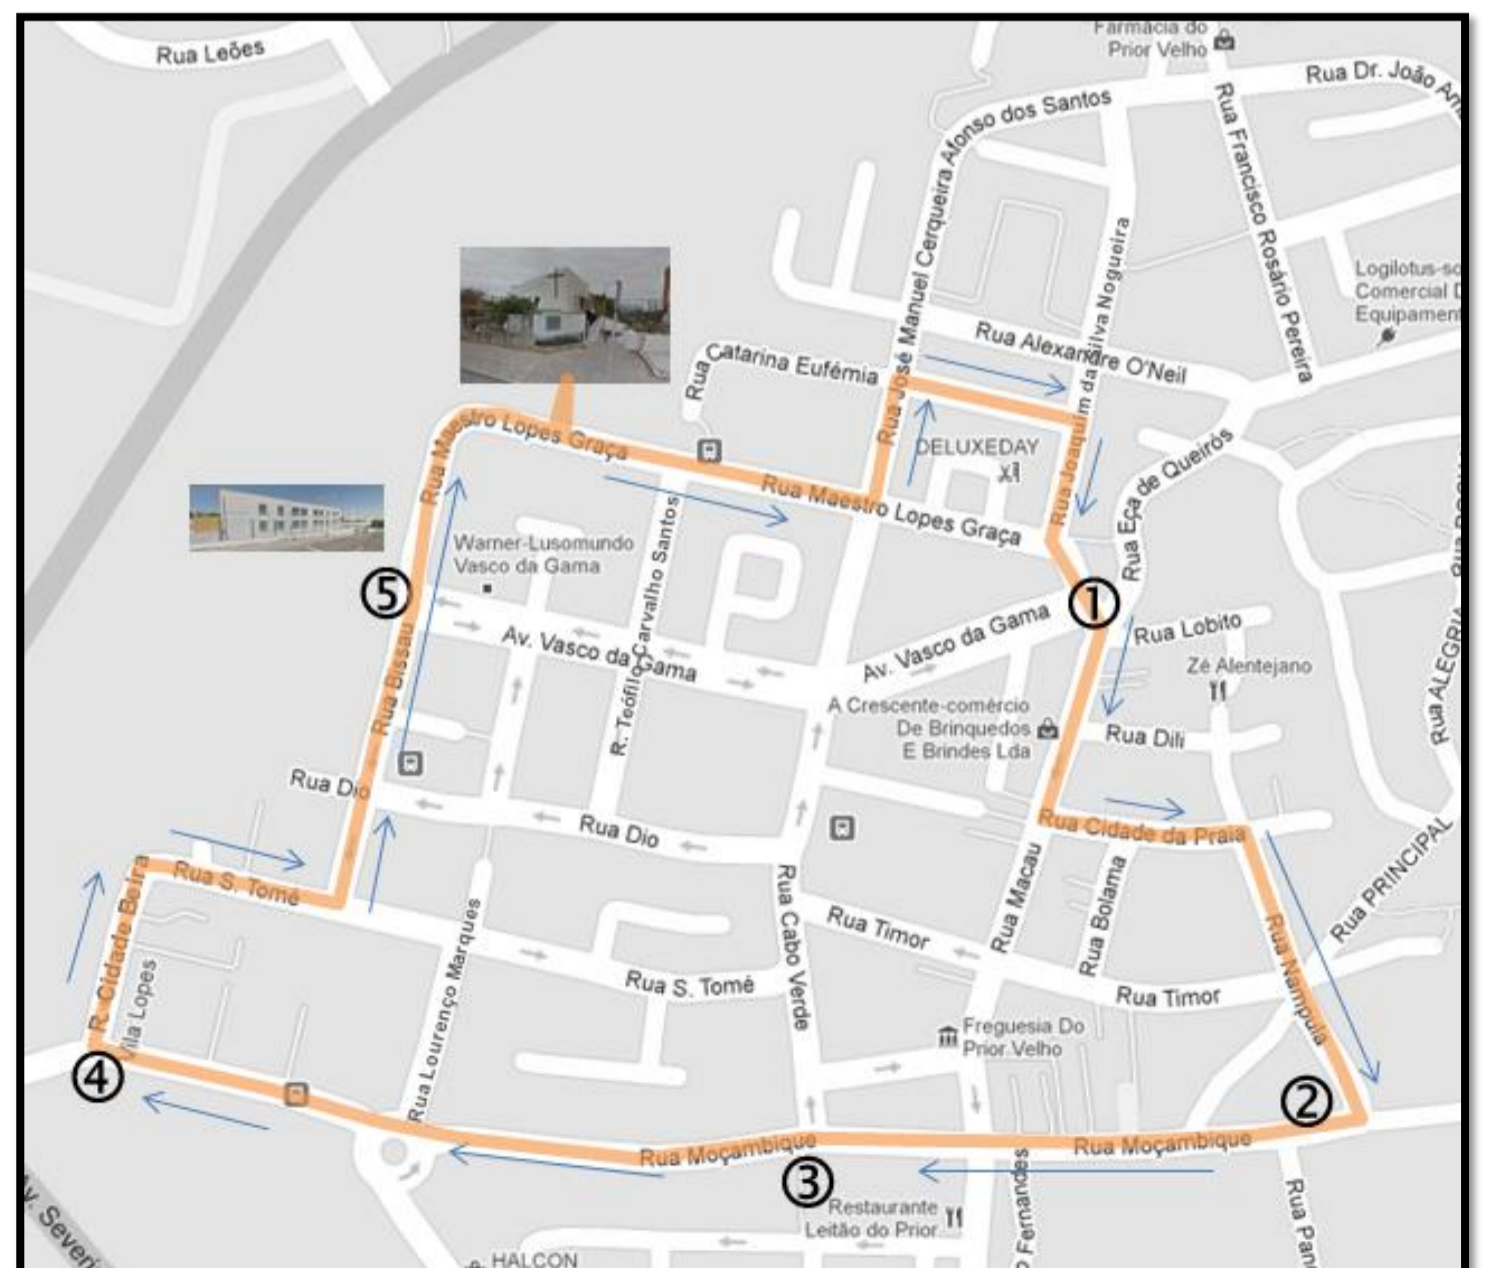 Farmácia do
Prior Velho
Rua Leões
Rua Dr. João Am
Rua José Manuel Cerqueira Afonso dos Santos
Rua Francisco Rosário Pereira
Rua Joaquim da Silva Nogueira
Logilotus-so
Comercial D
Equipament
Rua Alexandre O'Neil
Rua Catarina Eufémia
Rua Maestro Lopes Graça
DELUXEDAY
Rua Eça de Queirós
Rua Maestro Lopes Graça
Warner-Lusomundo
Vasco da Gama
R. Teófilo Carvalho Santos
5
1
Av. Vasco da Gama
Av. Vasco da Gama
Rua Lobito
Zé Alentejano
Rua Bissau
A Crescente-comércio
De Brinquedos
E Brindes Lda
Rua Dili
Rua ALEGRIA
Rua Dio
Rua Dio
Rua Cidade da Praia
Rua PRINCIPAL
Rua S. Tomé
R. Cidade Beira
Vila Lopes
Rua Lourenço Marques
Rua Cabo Verde
Rua Timor
Rua Macau
Rua Bolama
Rua Nampula
Rua S. Tomé
Rua Timor
Freguesia Do
Prior Velho
4
2
Rua Moçambique
Rua Moçambique
3
Restaurante
Leitão do Prior
o Fernandes
Rua Pan
Av. Severi
HALCON